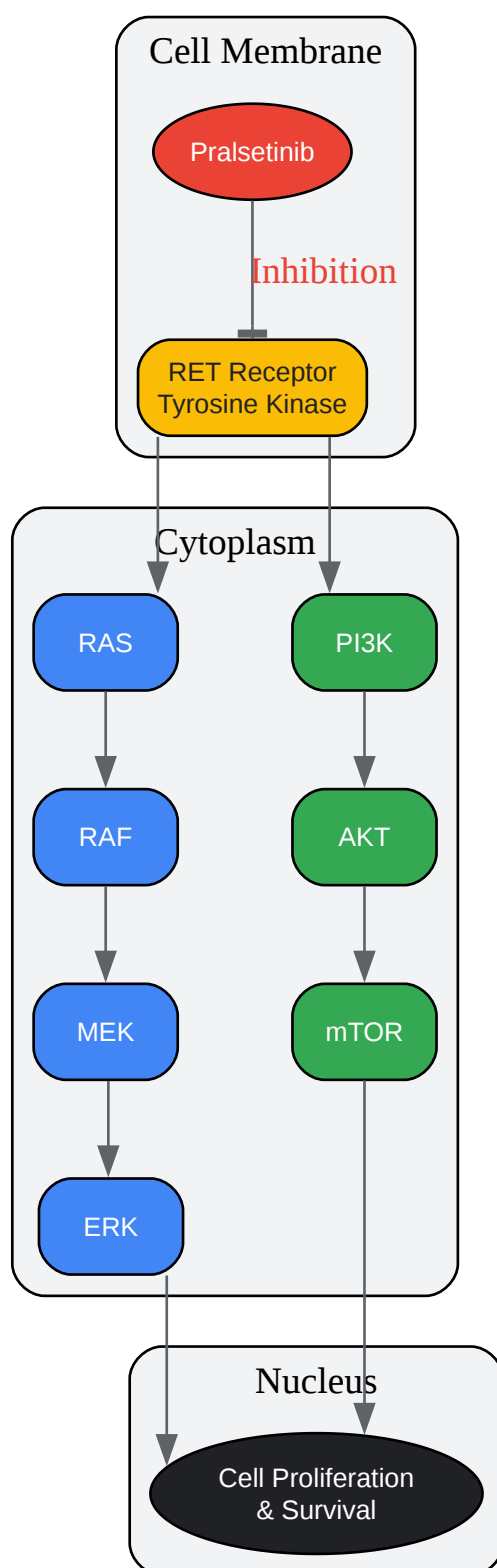 Cell Membrane
Pralsetinib
Inhibition
RET Receptor
Tyrosine Kinase
Cytoplasm
RAS
PI3K
RAF
AKT
MEK
mTOR
ERK
Nucleus
Cell Proliferation
& Survival